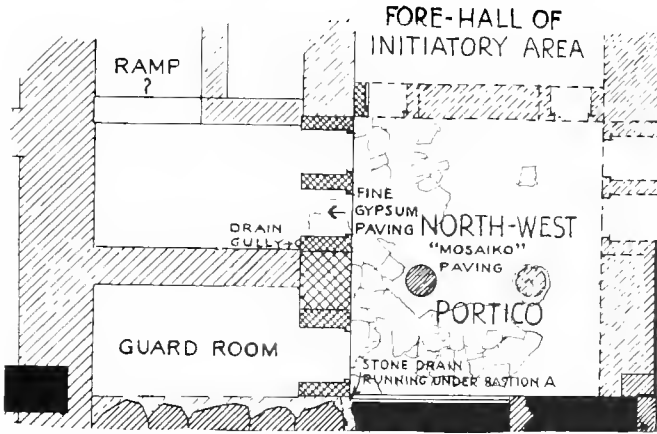 FORE-HALL OF
INITIATORY AREA
RAMP
?
FINE
GYPSUM
PAVING
DRAIN
GULLY
NORTH-WEST
"MOSAIKO"
PAVING
PORTICO
GUARD ROOM
STONE DRAIN
RUNNING UNDER BASTION A